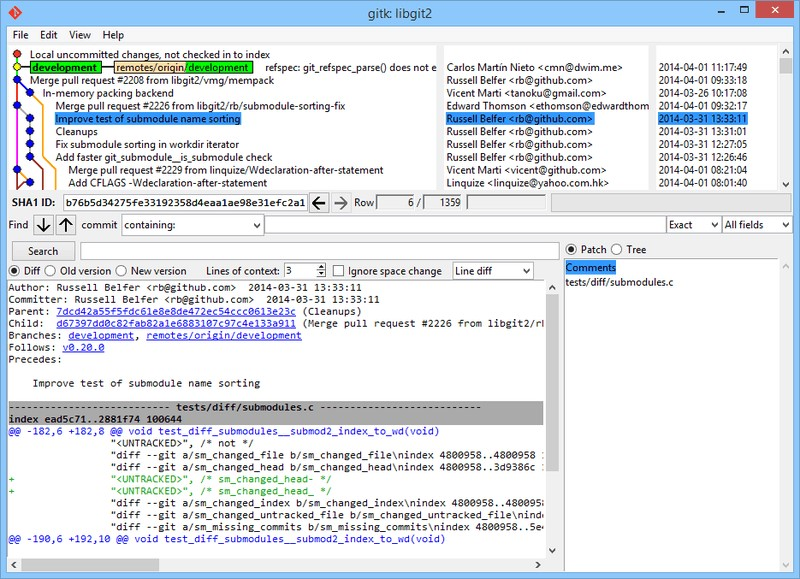 gitk: libgit2
File Edit View Help
Local uncommitted changes, not checked in to index
development remotes/origin/development refspec: git_refspec_parse() does not e Carlos Martín Nieto <cmn@dwim.me> 2014-04-01 11:17:49
Merge pull request #2208 from libgit2/vmg/mempack Russell Belfer <rb@github.com> 2014-04-01 09:33:18
In-memory packing backend Vicent Marti <tanoku@gmail.com> 2014-03-26 10:17:08
Merge pull request #2226 from libgit2/rb/submodule-sorting-fix Edward Thomson <ethomson@edwardthom 2014-04-01 09:32:17
Improve test of submodule name sorting Russell Belfer <rb@github.com> 2014-03-31 13:33:11
Cleanups Russell Belfer <rb@github.com> 2014-03-31 13:31:01
Fix submodule sorting in workdir iterator Russell Belfer <rb@github.com> 2014-03-31 12:27:05
Add faster git_submodule__is_submodule check Russell Belfer <rb@github.com> 2014-03-31 12:26:46
Merge pull request #2229 from linquize/Wdeclaration-after-statement Vicent Marti <vicent@github.com> 2014-04-01 08:21:04
Add CFLAGS -Wdeclaration-after-statement Linquize <linquize@yahoo.com.hk> 2014-04-01 08:01:40
SHA1 ID: b76b5d34275fe33192358d4eaa1ae98e31efc2a1 Row 6 / 1359
Find commit containing: Exact All fields
Search
Patch Tree
Diff Old version New version Lines of context: 3 Ignore space change Line diff
Comments
tests/diff/submodules.c
Author: Russell Belfer <rb@github.com> 2014-03-31 13:33:11
Committer: Russell Belfer <rb@github.com> 2014-03-31 13:33:11
Parent: 7dcd42a55f5fdc61e8e8de472ec54ccc0613e23c (Cleanups)
Child: d67397dd0c82fab82a1e6883107c97c4e133a911 (Merge pull request #2226 from libgit2/r
Branches: development, remotes/origin/development
Follows: v0.20.0
Precedes:
Improve test of submodule name sorting
------------------------- tests/diff/submodules.c -------------------------
index ead5c71..2881f74 100644
@@ -182,6 +182,8 @@ void test_diff_submodules__submod2_index_to_wd(void)
"<UNTRACKED>", /* not */
"diff --git a/sm_changed_file b/sm_changed_file\nindex 4800958..4800958
"diff --git a/sm_changed_head b/sm_changed_head\nindex 4800958..3d9386c
+ "<UNTRACKED>", /* sm_changed_head- */
+ "<UNTRACKED>", /* sm_changed_head_ */
"diff --git a/sm_changed_index b/sm_changed_index\nindex 4800958..480095
"diff --git a/sm_changed_untracked_file b/sm_changed_untracked_file\ninde
"diff --git a/sm_missing_commits b/sm_missing_commits\nindex 4800958..5e4
@@ -190,6 +192,10 @@ void test_diff_submodules__submod2_index_to_wd(void)